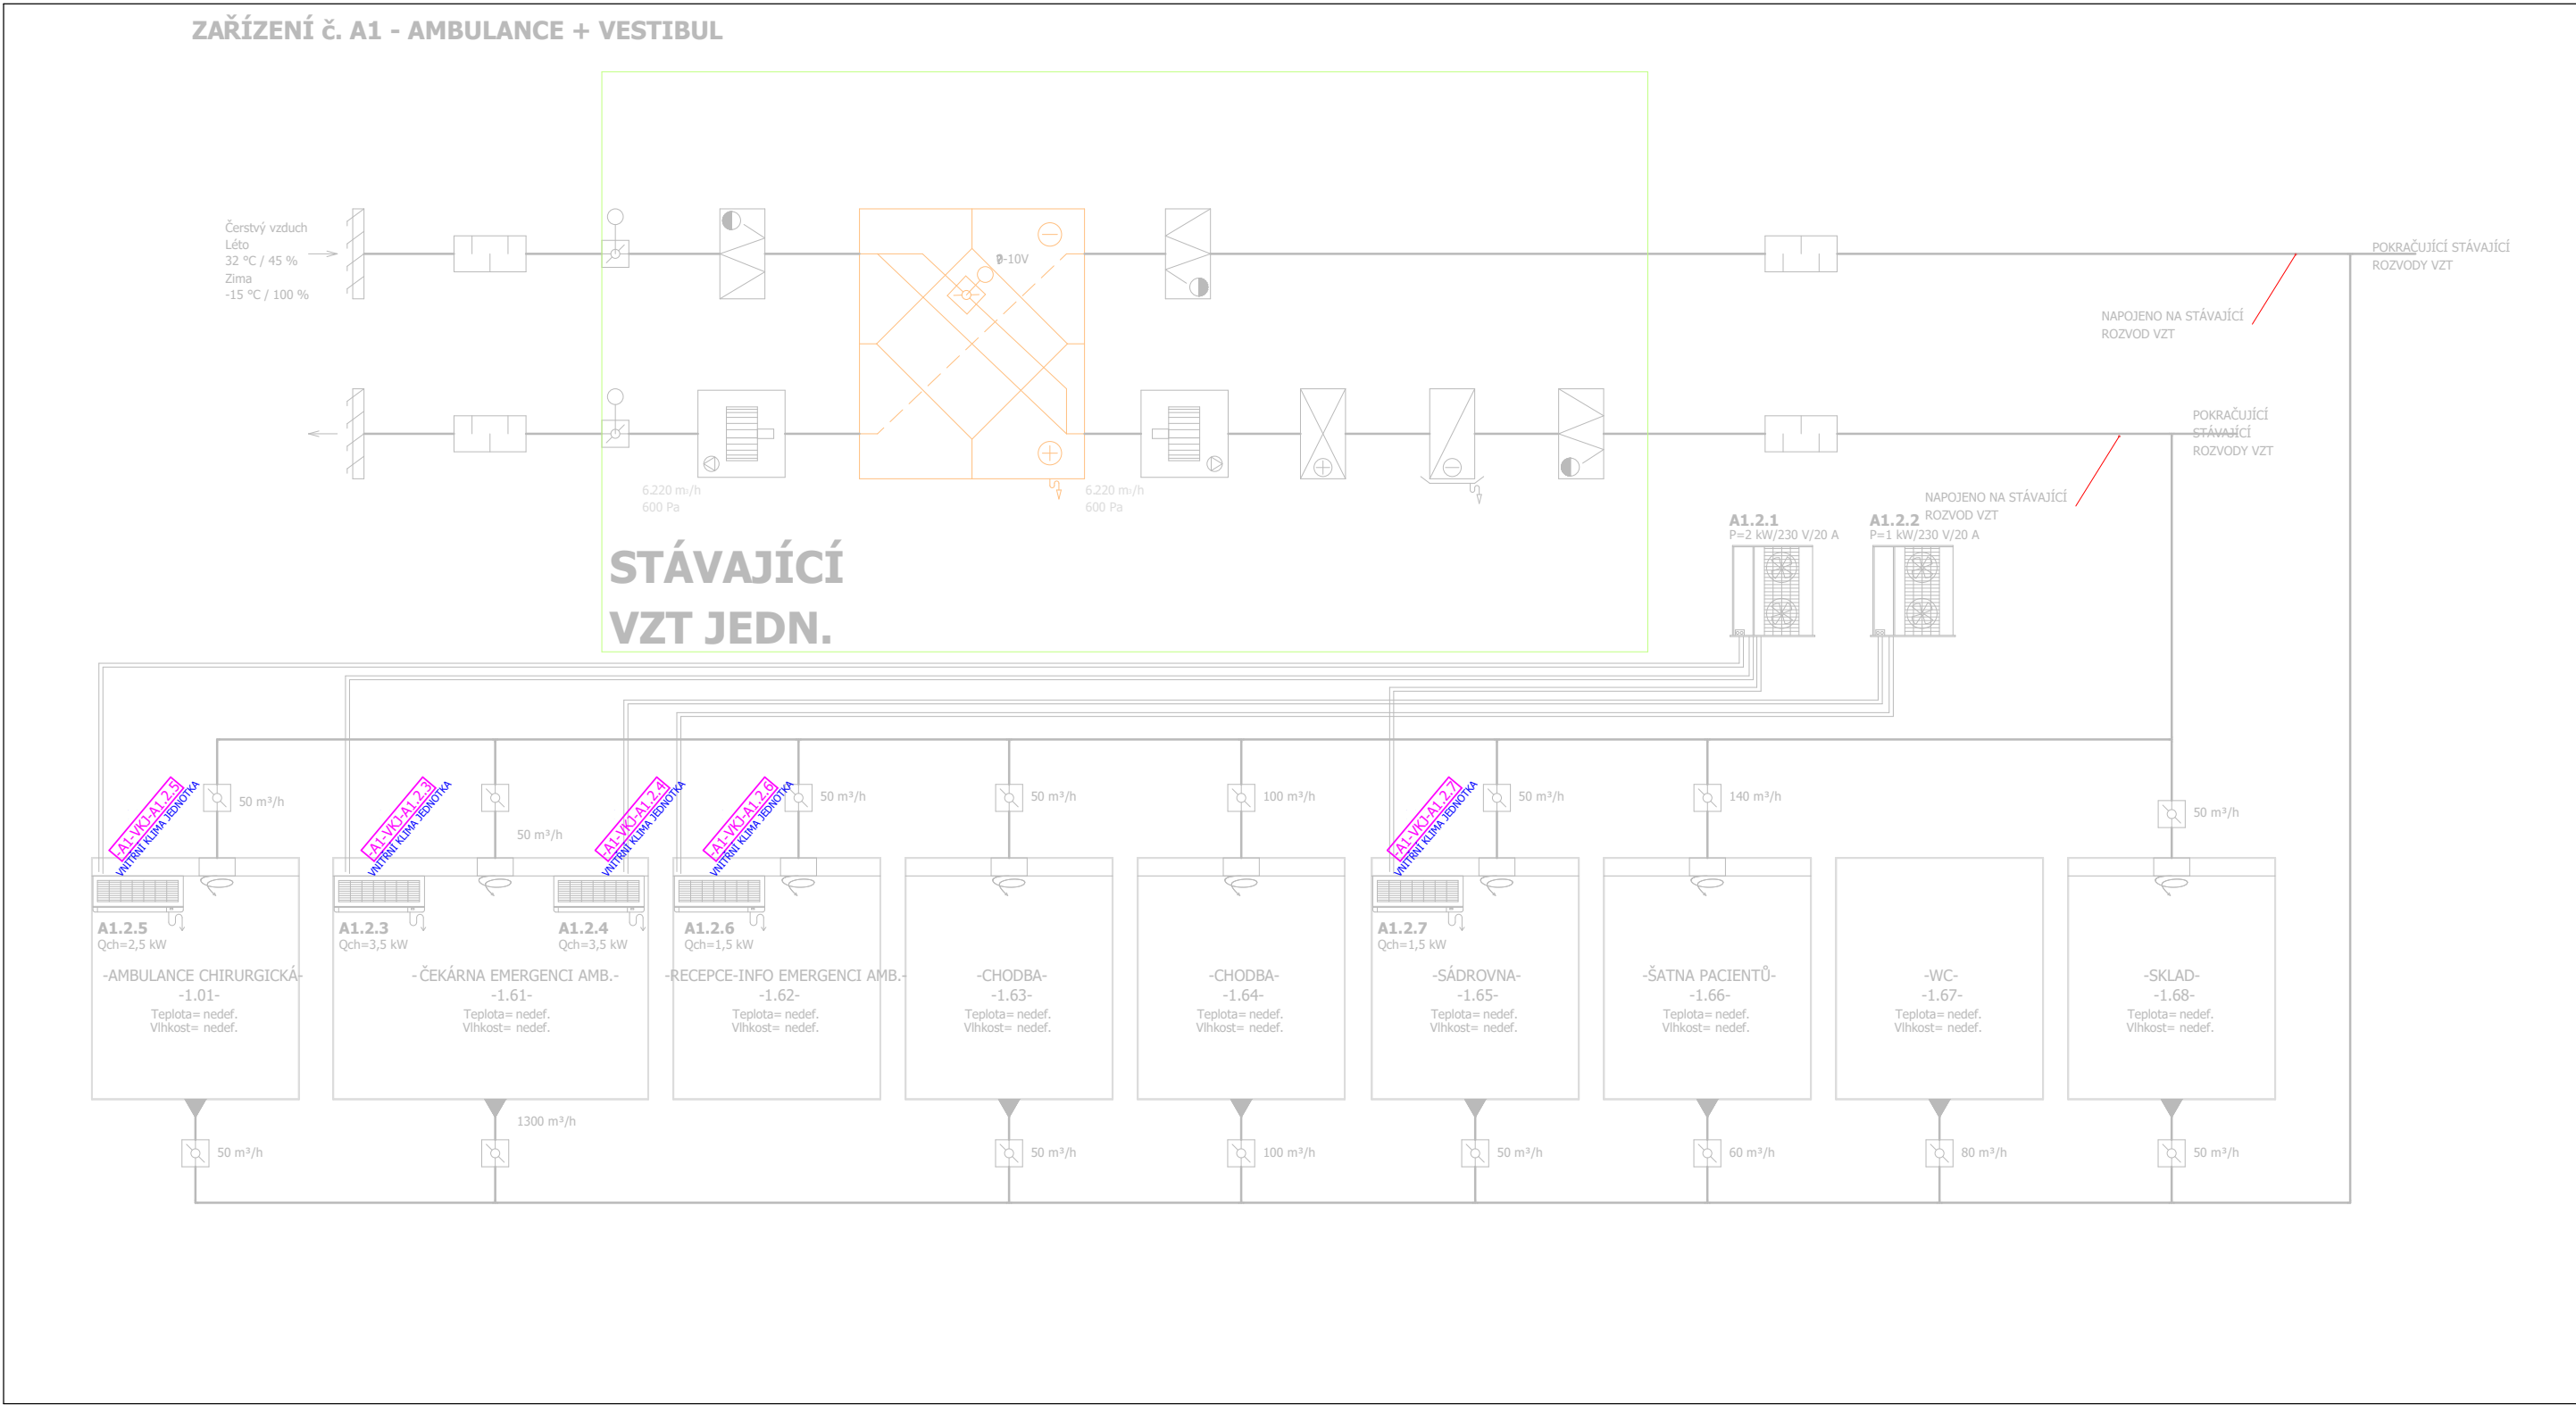 ZAŘÍZENÍ č. A1 - AMBULANCE + VESTIBUL
Čerstvý vzduch
Léto
32 °C / 45 %
Zima
-15 °C / 100 %
0-10V
POKRAČUJÍCÍ STÁVAJÍCÍ
ROZVODY VZT
NAPOJENO NA STÁVAJÍCÍ
ROZVOD VZT
POKRAČUJÍCÍ
STÁVAJÍCÍ
ROZVODY VZT
NAPOJENO NA STÁVAJÍCÍ
ROZVOD VZT
6.220 m³/h
600 Pa
6.220 m³/h
600 Pa
STÁVAJÍCÍ
VZT JEDN.
A1.2.1
P=2 kW/230 V/20 A
A1.2.2
P=1 kW/230 V/20 A
-A1-VKJ-A1.2.5
VNITRNI KLIMA JEDNOTKA
50 m³/h
-A1-VKJ-A1.2.3
VNITRNI KLIMA JEDNOTKA
50 m³/h
-A1-VKJ-A1.2.4
VNITRNI KLIMA JEDNOTKA
-A1-VKJ-A1.2.6
VNITRNI KLIMA JEDNOTKA
50 m³/h
50 m³/h
100 m³/h
-A1-VKJ-A1.2.7
VNITRNI KLIMA JEDNOTKA
50 m³/h
140 m³/h
50 m³/h
A1.2.5
Qch=2,5 kW
-AMBULANCE CHIRURGICKÁ-
-1.01-
Teplota= nedef.
Vlhkost= nedef.
A1.2.3
Qch=3,5 kW
A1.2.4
Qch=3,5 kW
-ČEKÁRNA EMERGENCI AMB.-
-1.61-
Teplota= nedef.
Vlhkost= nedef.
A1.2.6
Qch=1,5 kW
-RECEPCE-INFO EMERGENCI AMB.-
-1.62-
Teplota= nedef.
Vlhkost= nedef.
-CHODBA-
-1.63-
Teplota= nedef.
Vlhkost= nedef.
-CHODBA-
-1.64-
Teplota= nedef.
Vlhkost= nedef.
A1.2.7
Qch=1,5 kW
-SÁDROVNA-
-1.65-
Teplota= nedef.
Vlhkost= nedef.
-ŠATNA PACIENTŮ-
-1.66-
Teplota= nedef.
Vlhkost= nedef.
-WC-
-1.67-
Teplota= nedef.
Vlhkost= nedef.
-SKLAD-
-1.68-
Teplota= nedef.
Vlhkost= nedef.
50 m³/h
1300 m³/h
50 m³/h
100 m³/h
50 m³/h
60 m³/h
80 m³/h
50 m³/h